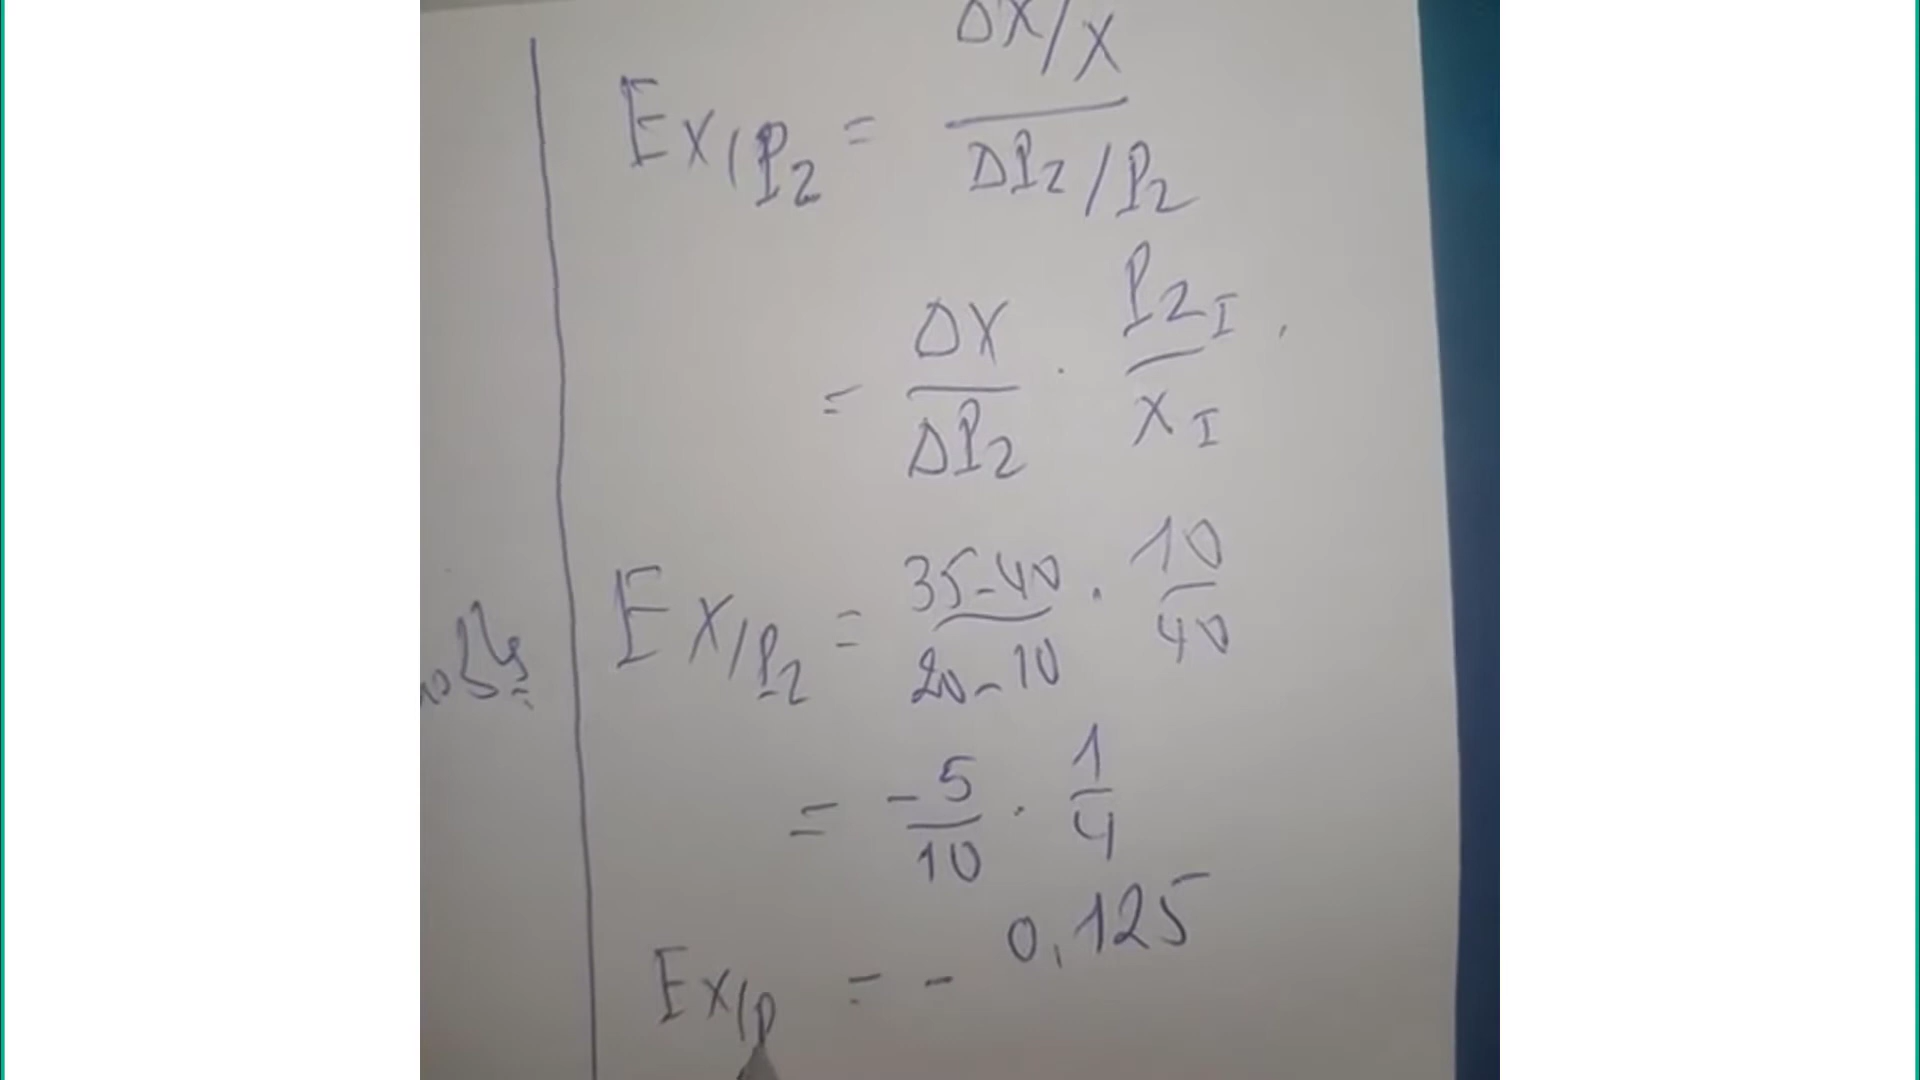 ΔX/X
EX/P2 = ΔP2/P2
= ΔX/ΔP2 · P2I/XI
EX/P2 = 35-40/20-10 · 10/40
= -5/10 · 1/4
EX/P = - 0,125